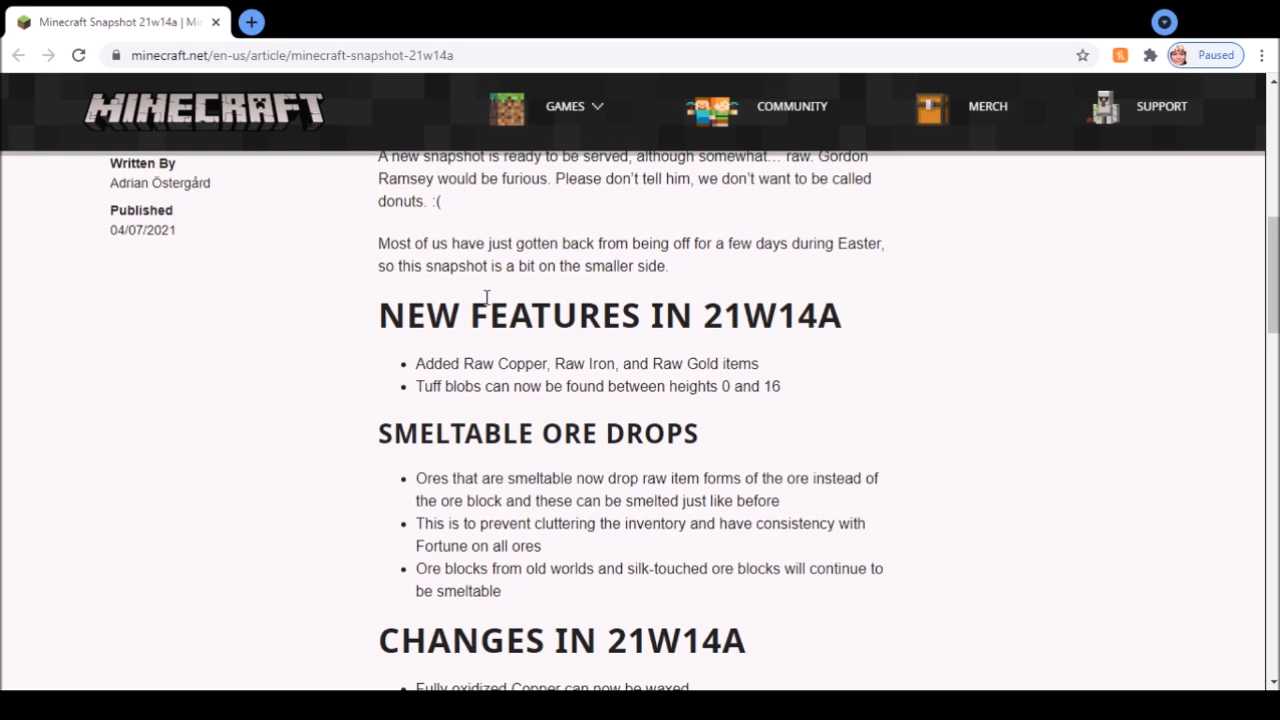 Minecraft Snapshot 21w14a | Mi
minecraft.net/en-us/article/minecraft-snapshot-21w14a
Paused
MINECRAFT
GAMES
COMMUNITY
MERCH
SUPPORT
Written By
Adrian Östergård
Published
04/07/2021
A new snapshot is ready to be served, although somewhat… raw. Gordon
Ramsey would be furious. Please don’t tell him, we don’t want to be called
donuts. :(
Most of us have just gotten back from being off for a few days during Easter,
so this snapshot is a bit on the smaller side.
NEW FEATURES IN 21W14A
• Added Raw Copper, Raw Iron, and Raw Gold items
• Tuff blobs can now be found between heights 0 and 16
SMELTABLE ORE DROPS
• Ores that are smeltable now drop raw item forms of the ore instead of
the ore block and these can be smelted just like before
• This is to prevent cluttering the inventory and have consistency with
Fortune on all ores
• Ore blocks from old worlds and silk-touched ore blocks will continue to
be smeltable
CHANGES IN 21W14A
• Fully oxidized Copper can now be waxed